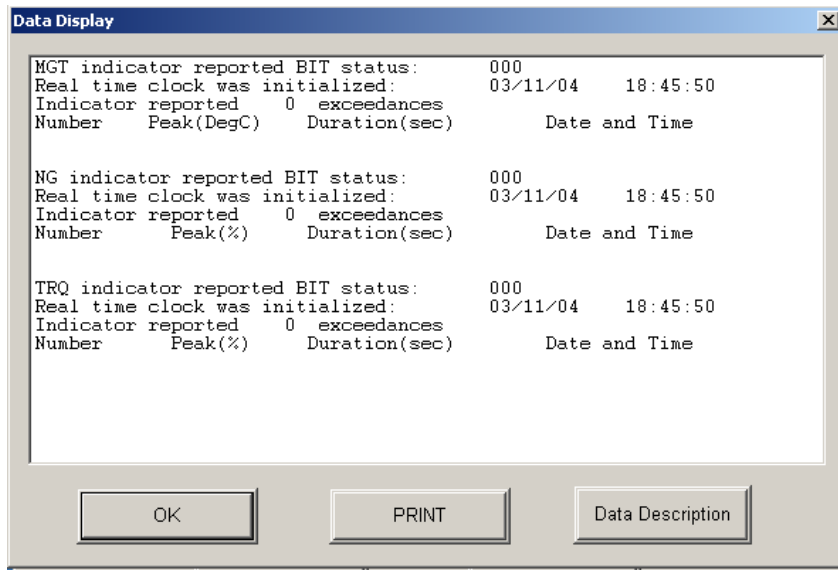 Data Display
MGT indicator reported BIT status: 000
Real time clock was initialized: 03/11/04 18:45:50
Indicator reported 0 exceedances
Number Peak(DegC) Duration(sec) Date and Time
NG indicator reported BIT status: 000
Real time clock was initialized: 03/11/04 18:45:50
Indicator reported 0 exceedances
Number Peak(%) Duration(sec) Date and Time
TRQ indicator reported BIT status: 000
Real time clock was initialized: 03/11/04 18:45:50
Indicator reported 0 exceedances
Number Peak(%) Duration(sec) Date and Time
OK PRINT Data Description